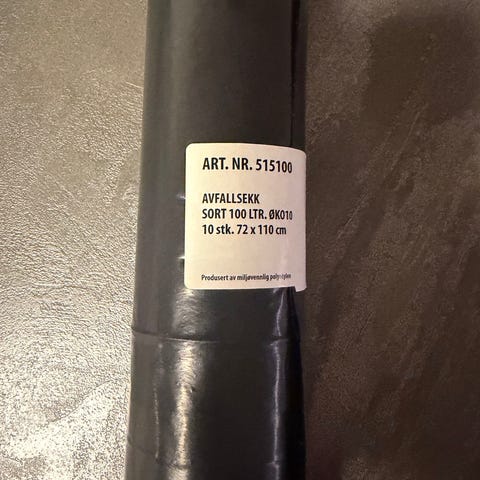 ART. NR. 515100
AVFALLSEKK
SORT 100 LTR. ØKO10
10 stk. 72 x 110 cm
Produsert av miljøvennlig polyetylen